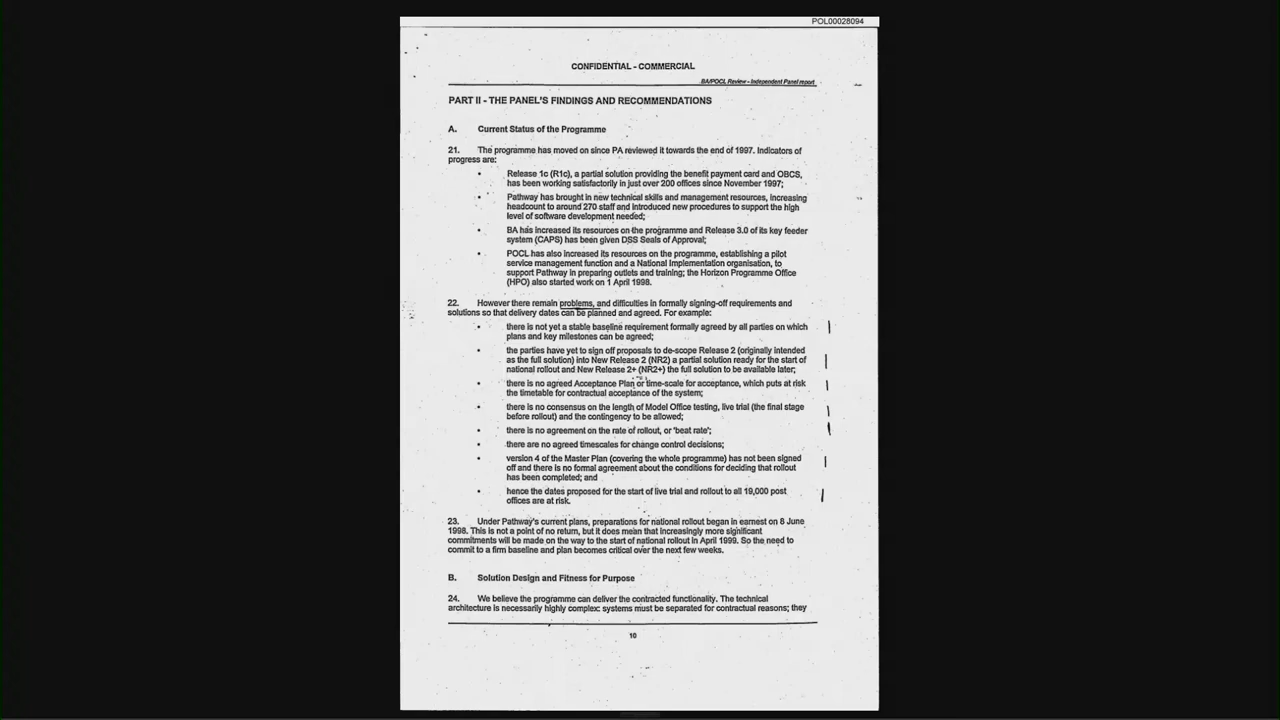 POL00028094
CONFIDENTIAL - COMMERCIAL
BA/POCL Review - Independent Panel report
PART II - THE PANEL'S FINDINGS AND RECOMMENDATIONS
A. Current Status of the Programme
21. The programme has moved on since PA reviewed it towards the end of 1997. Indicators of
progress are:
• Release 1c (R1c), a partial solution providing the benefit payment card and OBCS,
has been working satisfactorily in just over 200 offices since November 1997;
• Pathway has brought in new technical skills and management resources, increasing
headcount to around 270 staff and introduced new procedures to support the high
level of software development needed;
• BA has increased its resources on the programme and Release 3.0 of its key feeder
system (CAPS) has been given DSS Seals of Approval;
• POCL has also increased its resources on the programme, establishing a pilot
service management function and a National Implementation organisation, to
support Pathway in preparing outlets and training; the Horizon Programme Office
(HPO) also started work on 1 April 1998.
22. However there remain problems, and difficulties in formally signing-off requirements and
solutions so that delivery dates can be planned and agreed. For example:
• there is not yet a stable baseline requirement formally agreed by all parties on which
plans and key milestones can be agreed;
• the parties have yet to sign off proposals to de-scope Release 2 (originally intended
as the full solution) into New Release 2 (NR2) a partial solution ready for the start of
national rollout and New Release 2+ (NR2+) the full solution to be available later;
• there is no agreed Acceptance Plan or time-scale for acceptance, which puts at risk
the timetable for contractual acceptance of the system;
• there is no consensus on the length of Model Office testing, live trial (the final stage
before rollout) and the contingency to be allowed;
• there is no agreement on the rate of rollout, or 'beat rate';
• there are no agreed timescales for change control decisions;
• version 4 of the Master Plan (covering the whole programme) has not been signed
off and there is no formal agreement about the conditions for deciding that rollout
has been completed; and
• hence the dates proposed for the start of live trial and rollout to all 19,000 post
offices are at risk.
23. Under Pathway's current plans, preparations for national rollout began in earnest on 8 June
1998. This is not a point of no return, but it does mean that increasingly more significant
commitments will be made on the way to the start of national rollout in April 1999. So the need to
commit to a firm baseline and plan becomes critical over the next few weeks.
B. Solution Design and Fitness for Purpose
24. We believe the programme can deliver the contracted functionality. The technical
architecture is necessarily highly complex: systems must be separated for contractual reasons; they
10